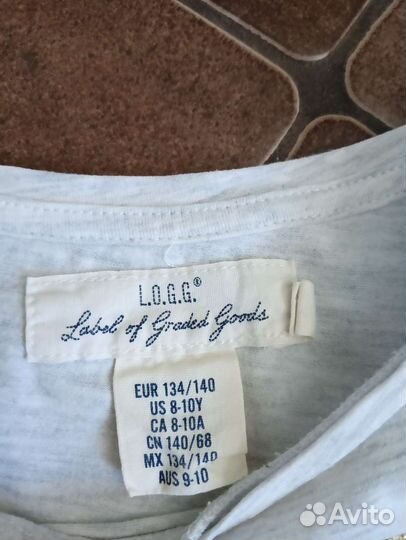 L.O.G.G.®
Label of Graded Goods
EUR 134/140
US 8-10Y
CA 8-10A
CN 140/68
MX 134/140
AUS 9-10
Avito